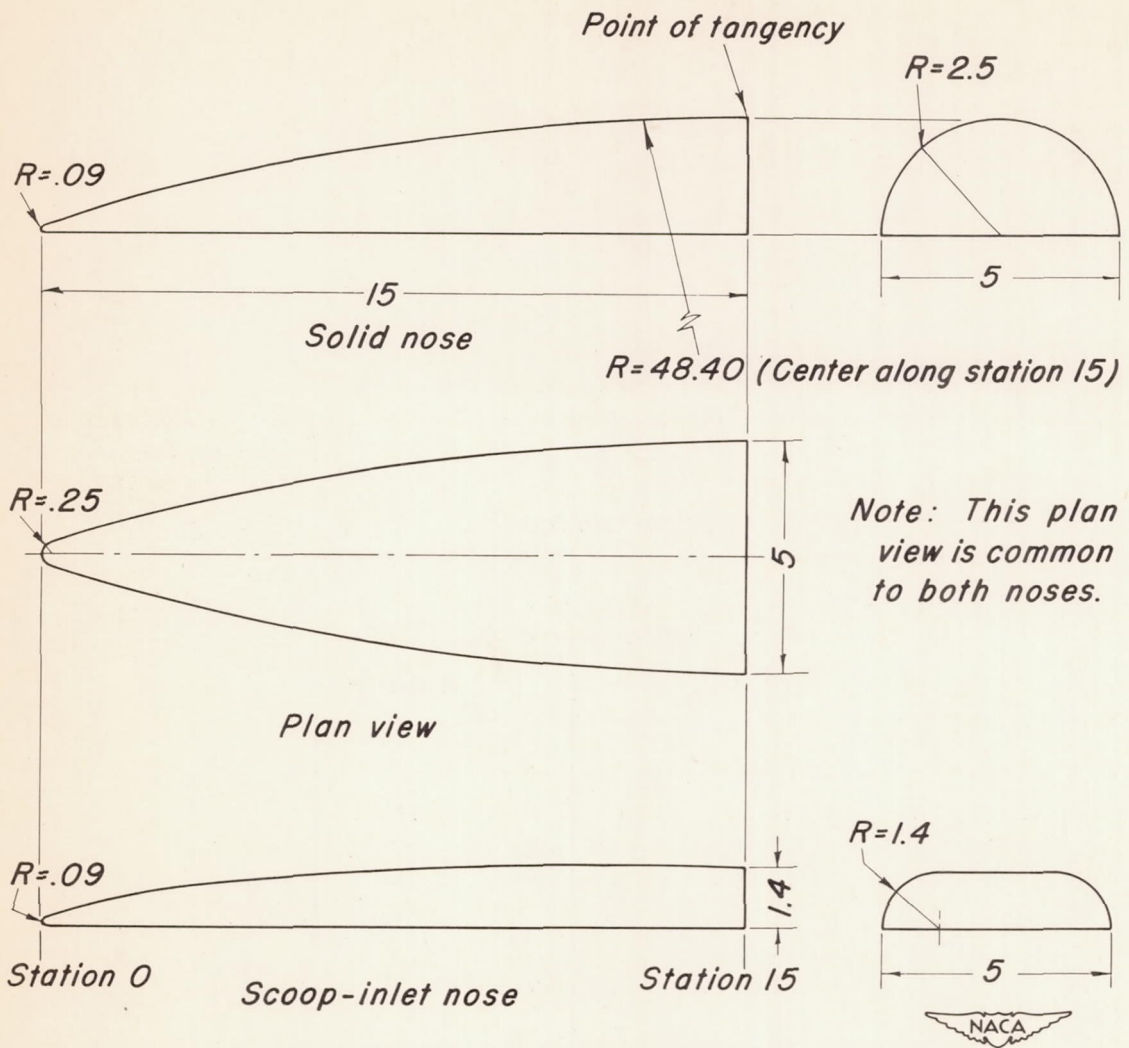 Point of tangency
R=2.5
R=.09
15
5
Solid nose
R=48.40 (Center along station 15)
R=.25
5
Note: This plan
view is common
to both noses.
Plan view
R=1.4
R=.09
1.4
Station 0
Station 15
5
Scoop-inlet nose
NACA